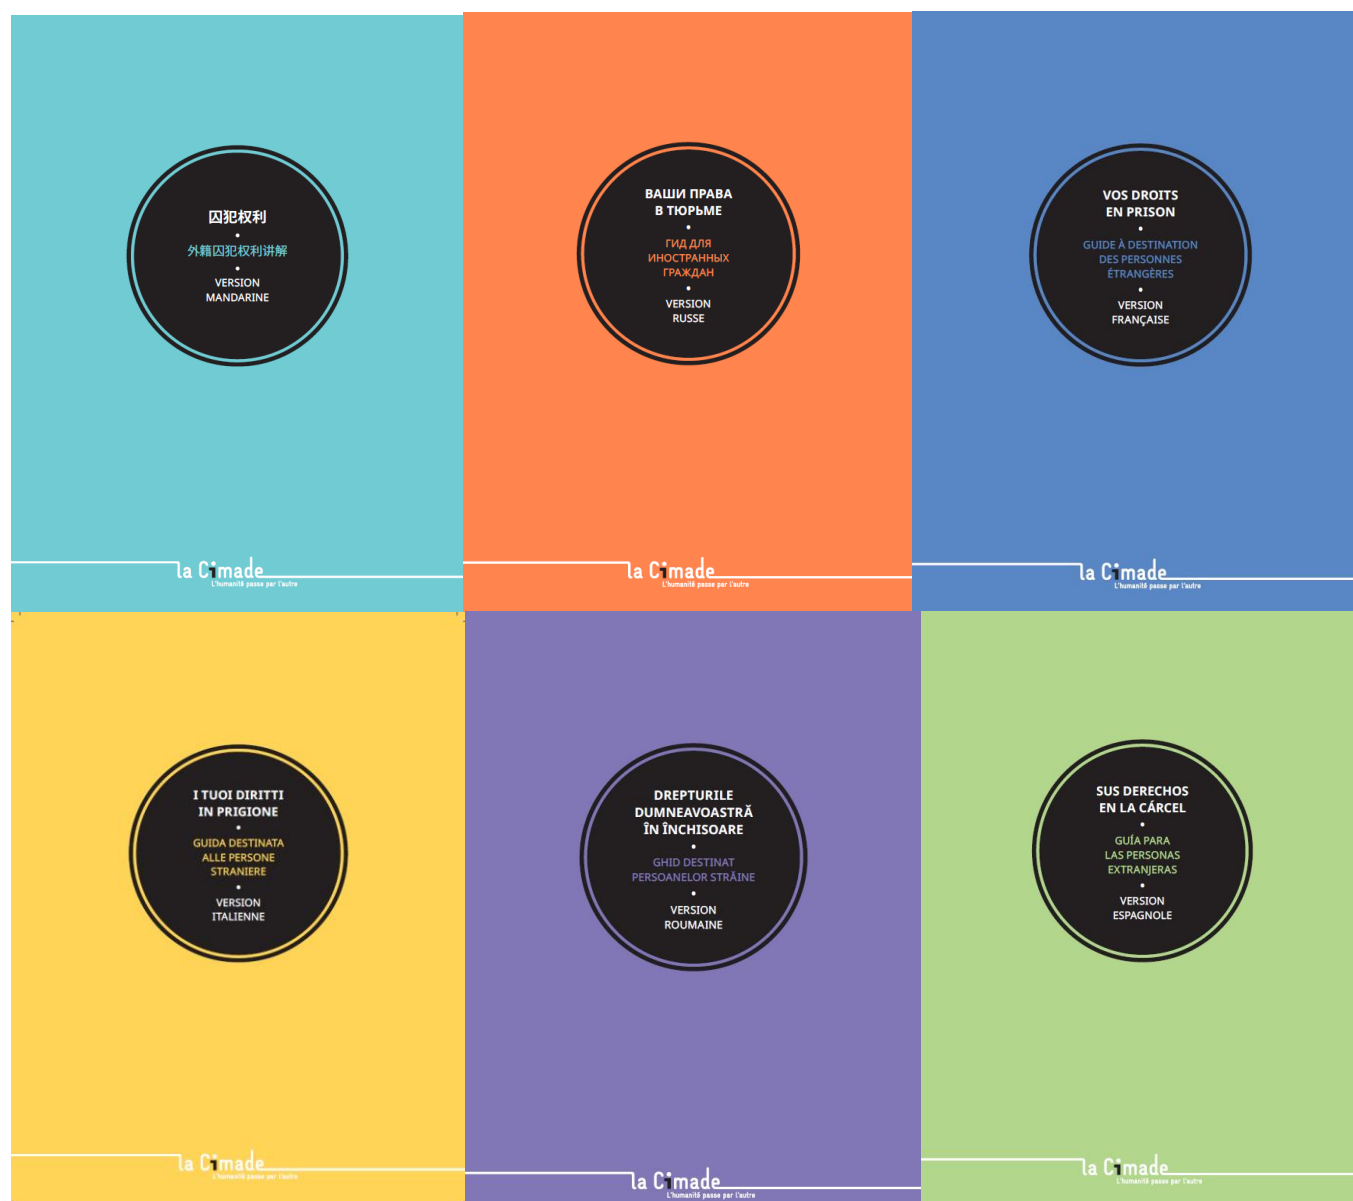 囚犯权利
•
外籍囚犯权利讲解
•
VERSION
MANDARINE
la Cimade
L'humanité passe par l'autre
ВАШИ ПРАВА
В ТЮРЬМЕ
•
ГИД ДЛЯ
ИНОСТРАННЫХ
ГРАЖДАН
•
VERSION
RUSSE
la Cimade
L'humanité passe par l'autre
VOS DROITS
EN PRISON
•
GUIDE À DESTINATION
DES PERSONNES
ÉTRANGÈRES
•
VERSION
FRANÇAISE
la Cimade
L'humanité passe par l'autre
I TUOI DIRITTI
IN PRIGIONE
•
GUIDA DESTINATA
ALLE PERSONE
STRANIERE
•
VERSION
ITALIENNE
la Cimade
L'humanité passe par l'autre
DREPTURILE
DUMNEAVOASTRĂ
ÎN ÎNCHISOARE
•
GHID DESTINAT
PERSOANELOR STRĂINE
•
VERSION
ROUMAINE
la Cimade
L'humanité passe par l'autre
SUS DERECHOS
EN LA CÁRCEL
•
GUÍA PARA
LAS PERSONAS
EXTRANJERAS
•
VERSION
ESPAGNOLE
la Cimade
L'humanité passe par l'autre